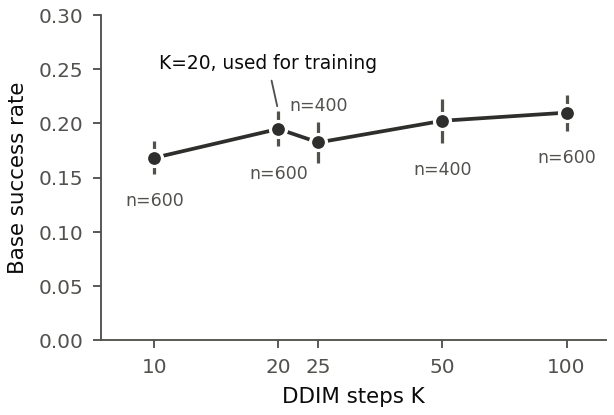 0.30
0.25
0.20
0.15
0.10
0.05
0.00
Base success rate
K=20, used for training
n=400
n=600
n=400
n=600
n=600
10
20
25
50
100
DDIM steps K